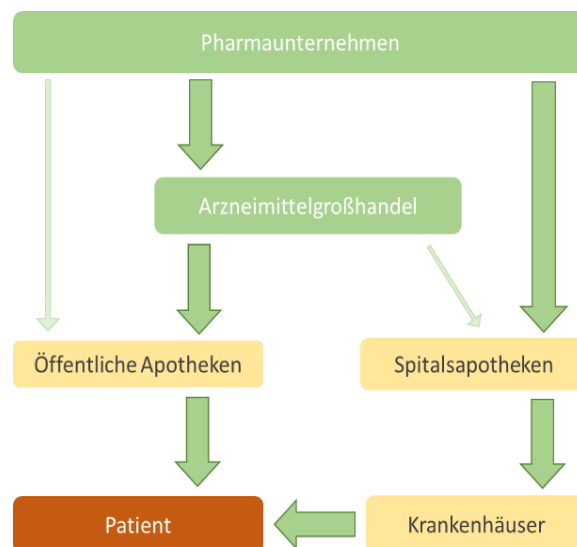 Pharmaunternehmen
Arzneimittelgroßhandel
Öffentliche Apotheken
Spitalsapotheken
Patient
Krankenhäuser